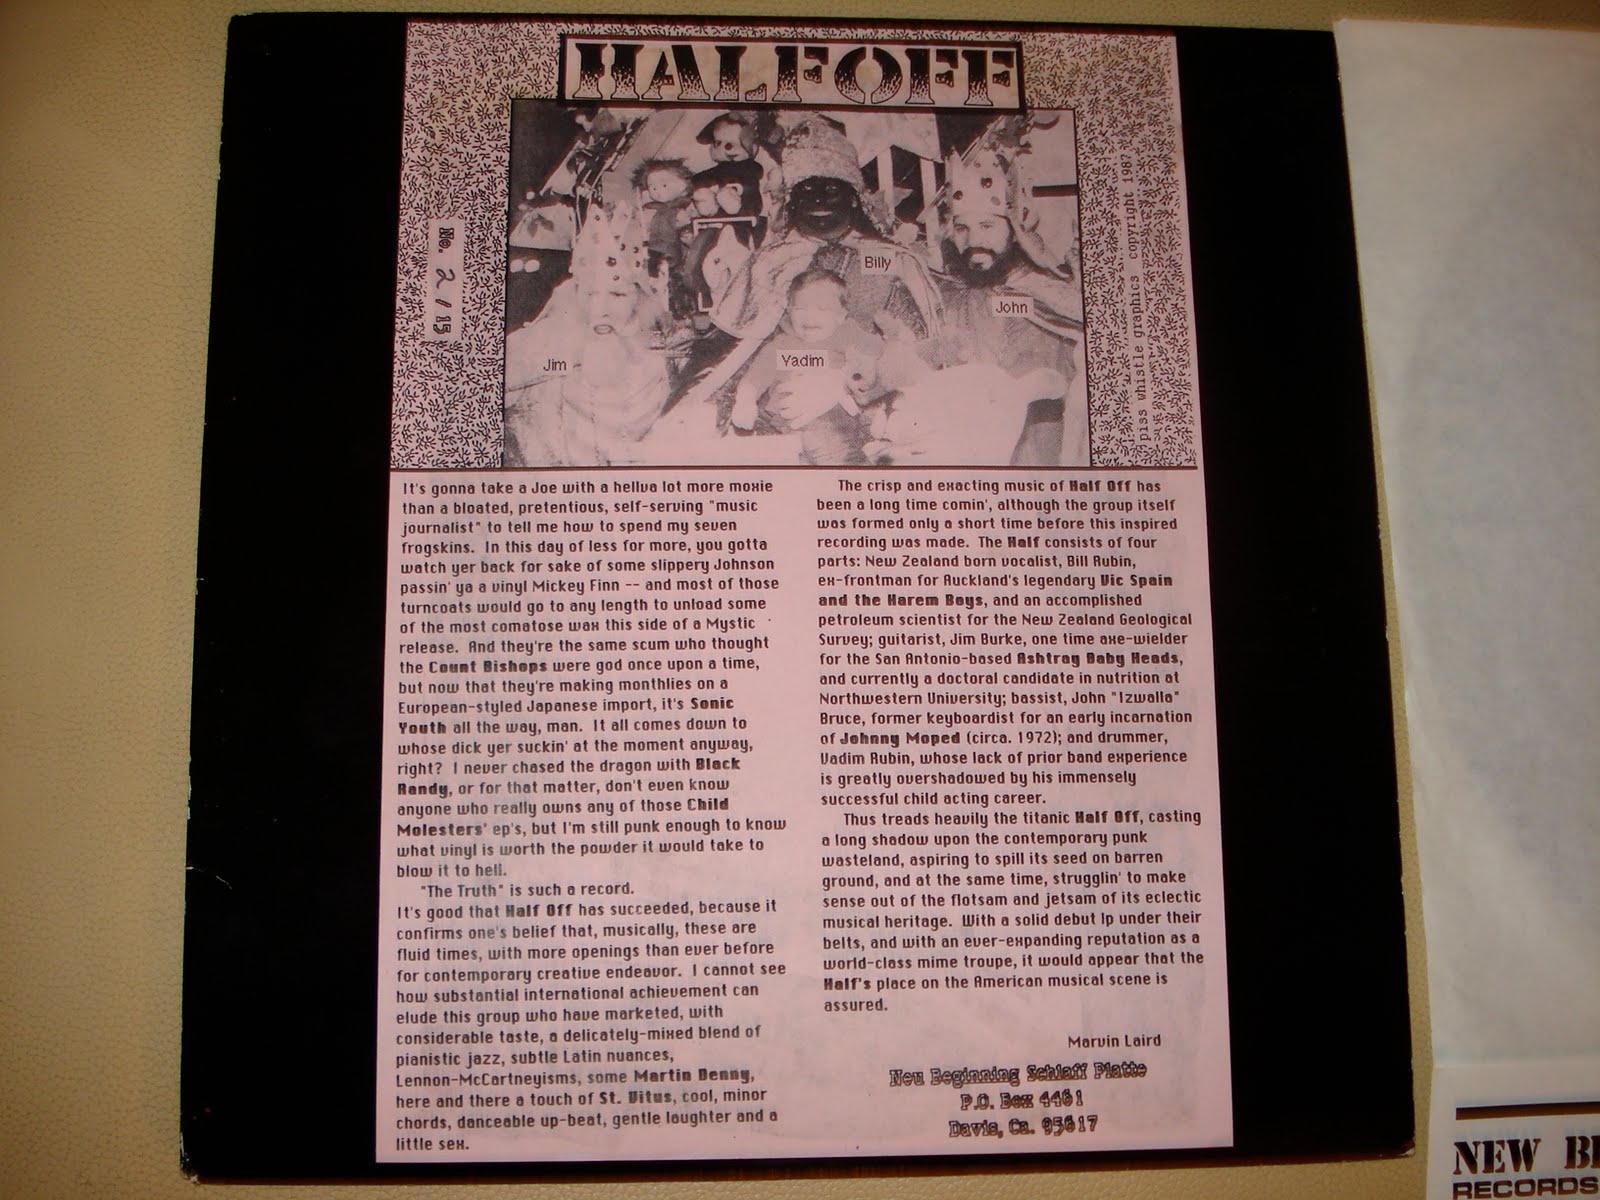 HALF OFF
No. 2 / 15
piss whistle graphics copyright 1987
Billy
John
Jim
Vadim
It's gonna take a Joe with a hellva lot more moxie
than a bloated, pretentious, self-serving "music
journalist" to tell me how to spend my seven
frogskins. In this day of less for more, you gotta
watch yer back for sake of some slippery Johnson
passin' ya a vinyl Mickey Finn -- and most of those
turncoats would go to any length to unload some
of the most comatose wax this side of a Mystic
release. And they're the same scum who thought
the Count Bishops were god once upon a time,
but now that they're making monthlies on a
European-styled Japanese import, it's Sonic
Youth all the way, man. It all comes down to
whose dick yer suckin' at the moment anyway,
right? I never chased the dragon with Black
Randy, or for that matter, don't even know
anyone who really owns any of those Child
Molesters' ep's, but I'm still punk enough to know
what vinyl is worth the powder it would take to
blow it to hell.
"The Truth" is such a record.
It's good that Half Off has succeeded, because it
confirms one's belief that, musically, these are
fluid times, with more openings than ever before
for contemporary creative endeavor. I cannot see
how substantial international achievement can
elude this group who have marketed, with
considerable taste, a delicately-mixed blend of
pianistic jazz, subtle Latin nuances,
Lennon-McCartneyisms, some Martin Denny,
here and there a touch of St. Vitus, cool, minor
chords, danceable up-beat, gentle laughter and a
little sex.
The crisp and exacting music of Half Off has
been a long time comin', although the group itself
was formed only a short time before this inspired
recording was made. The Half consists of four
parts: New Zealand born vocalist, Bill Rubin,
ex-frontman for Auckland's legendary Vic Spain
and the Harem Boys, and an accomplished
petroleum scientist for the New Zealand Geological
Survey; guitarist, Jim Burke, one time axe-wielder
for the San Antonio-based Ashtray Baby Heads,
and currently a doctoral candidate in nutrition at
Northwestern University; bassist, John "Izwalla"
Bruce, former keyboardist for an early incarnation
of Johnny Moped (circa. 1972); and drummer,
Vadim Rubin, whose lack of prior band experience
is greatly overshadowed by his immensely
successful child acting career.
Thus treads heavily the titanic Half Off, casting
a long shadow upon the contemporary punk
wasteland, aspiring to spill its seed on barren
ground, and at the same time, strugglin' to make
sense out of the flotsam and jetsam of its eclectic
musical heritage. With a solid debut lp under their
belts, and with an ever-expanding reputation as a
world-class mime troupe, it would appear that the
Half's place on the American musical scene is
assured.
Marvin Laird
New Beginning Schlaff Platte
P.O. Box 4461
Davis, Ca. 95617
NEW BE
RECORDS